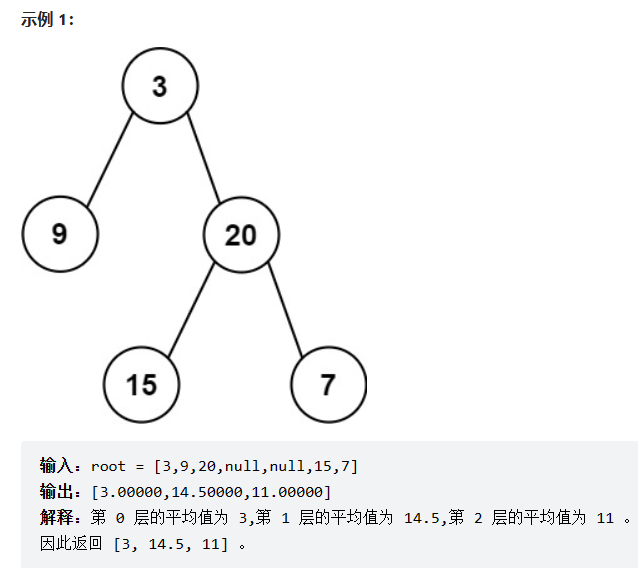 示例 1：
3
9
20
15
7
输入：root = [3,9,20,null,null,15,7]
输出：[3.00000,14.50000,11.00000]
解释：第 0 层的平均值为 3,第 1 层的平均值为 14.5,第 2 层的平均值为 11 。
因此返回 [3, 14.5, 11] 。